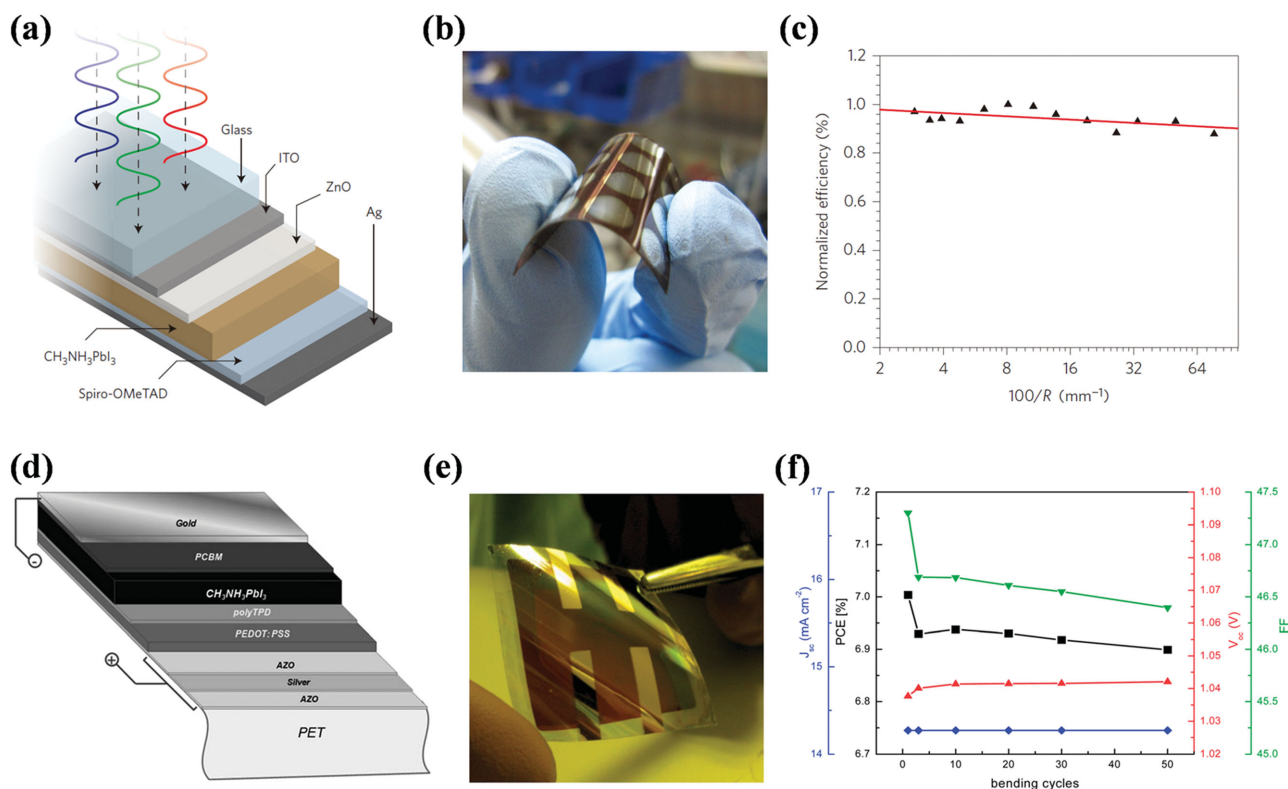 (a)
Glass
ITO
ZnO
Ag
CH₃NH₃PbI₃
Spiro-OMeTAD
(b)
(c)
Normalized efficiency (%)
1.2
1.0
0.8
0.6
0.4
0.2
0.0
2 4 8 16 32 64
100/R (mm⁻¹)
(d)
Gold
PCBM
CH₃NH₃PbI₃
polyTPD
PEDOT:PSS
AZO
Silver
AZO
PET
(e)
(f)
J_sc (mA cm⁻²)
17
16
15
14
PCE [%]
7.2
7.1
7.0
6.9
6.8
6.7
0 10 20 30 40 50
bending cycles
1.10
1.09
1.08
1.07
1.06
1.05
1.04
1.03
1.02
V_oc (V)
47.5
47.0
46.5
46.0
45.5
45.0
FF